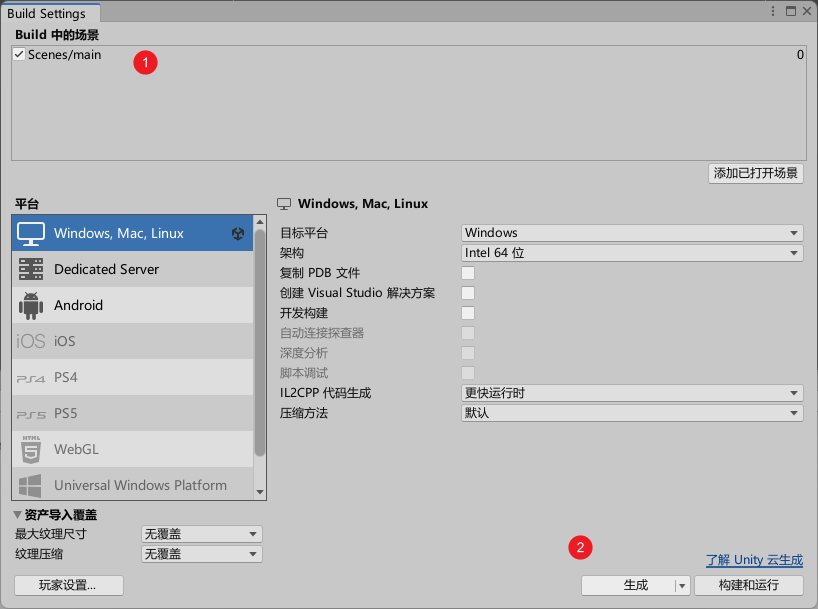 Build Settings
Build 中的场景
Scenes/main
0
1
添加已打开场景
平台
Windows, Mac, Linux
Dedicated Server
Android
iOS iOS
PS4 PS4
PS5 PS5
HTML 5 WebGL
Universal Windows Platform
Windows, Mac, Linux
目标平台 Windows
架构 Intel 64 位
复制 PDB 文件
创建 Visual Studio 解决方案
开发构建
自动连接探查器
深度分析
脚本调试
IL2CPP 代码生成 更快运行时
压缩方法 默认
资产导入覆盖
最大纹理尺寸 无覆盖
纹理压缩 无覆盖
2
了解 Unity 云生成
玩家设置...
生成
构建和运行